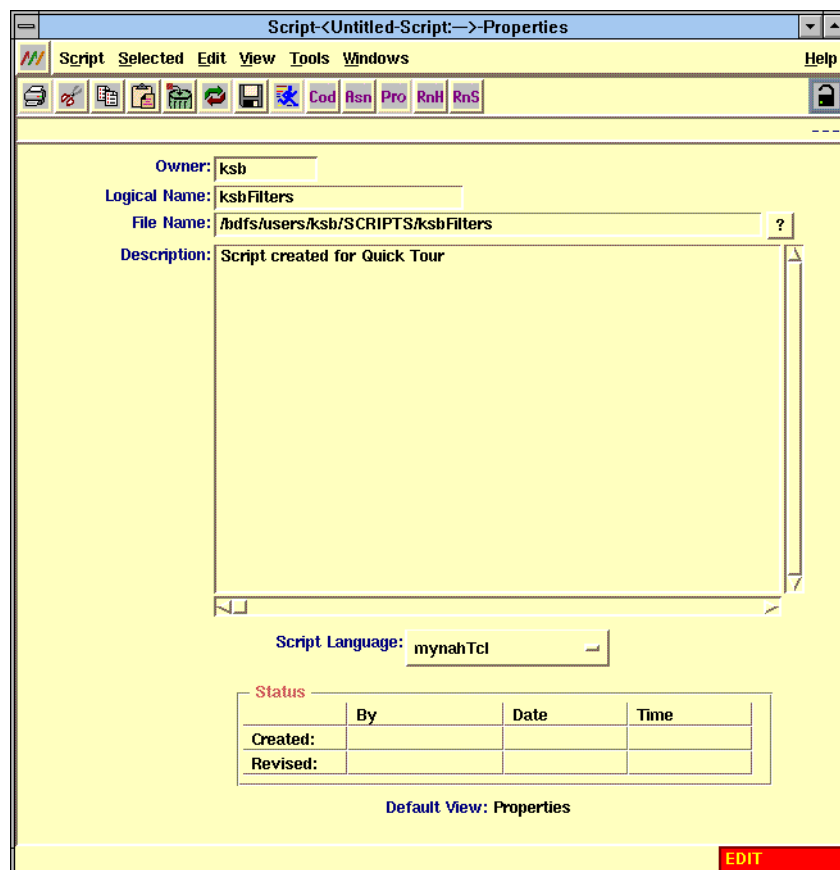 Script-<Untitled-Script:—>-Properties
Script Selected Edit View Tools Windows Help
Cod Asn Pro RnH RnS
---
Owner: ksb
Logical Name: ksbFilters
File Name: /bdfs/users/ksb/SCRIPTS/ksbFilters ?
Description: Script created for Quick Tour
Script Language: mynahTcl
Status
By Date Time
Created:
Revised:
Default View: Properties
EDIT